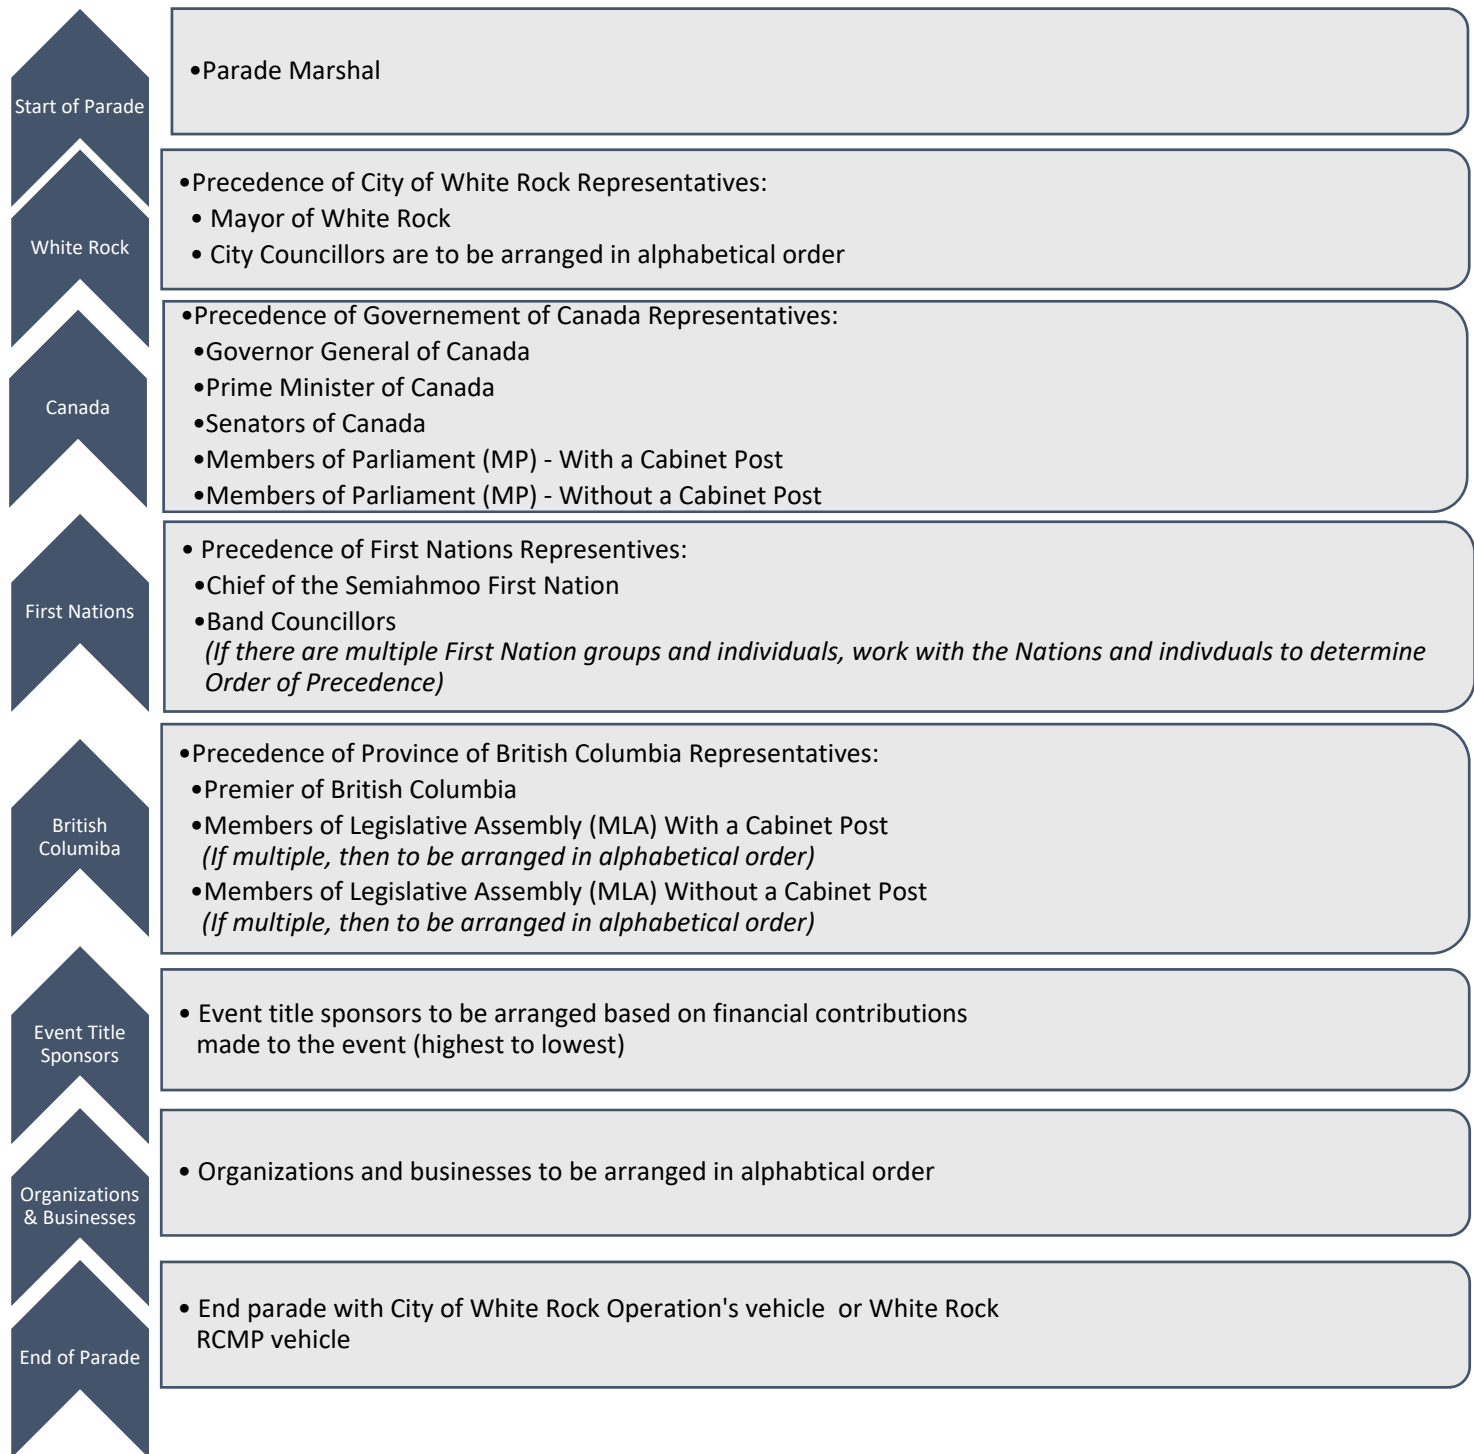 Start of Parade
•Parade Marshal
White Rock
•Precedence of City of White Rock Representatives:
• Mayor of White Rock
• City Councillors are to be arranged in alphabetical order
Canada
•Precedence of Governement of Canada Representatives:
•Governor General of Canada
•Prime Minister of Canada
•Senators of Canada
•Members of Parliament (MP) - With a Cabinet Post
•Members of Parliament (MP) - Without a Cabinet Post
First Nations
• Precedence of First Nations Representives:
•Chief of the Semiahmoo First Nation
•Band Councillors
(If there are multiple First Nation groups and individuals, work with the Nations and indivduals to determine
Order of Precedence)
British
Columiba
•Precedence of Province of British Columbia Representatives:
•Premier of British Columbia
•Members of Legislative Assembly (MLA) With a Cabinet Post
(If multiple, then to be arranged in alphabetical order)
•Members of Legislative Assembly (MLA) Without a Cabinet Post
(If multiple, then to be arranged in alphabetical order)
Event Title
Sponsors
• Event title sponsors to be arranged based on financial contributions
made to the event (highest to lowest)
Organizations
& Businesses
• Organizations and businesses to be arranged in alphabtical order
End of Parade
• End parade with City of White Rock Operation's vehicle  or White Rock
RCMP vehicle